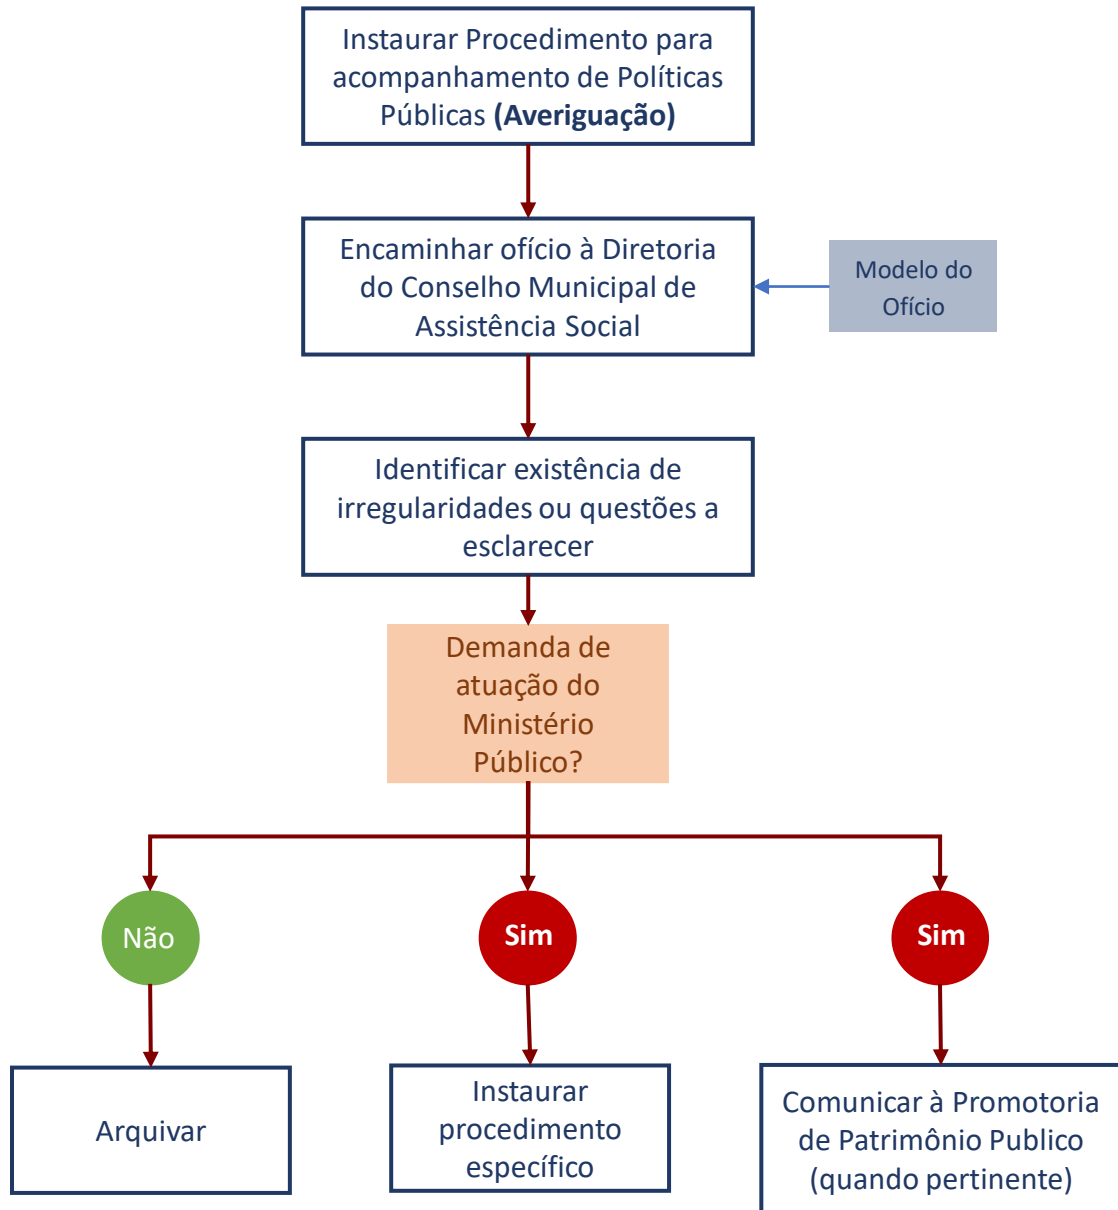 Instaurar Procedimento para
acompanhamento de Políticas
Públicas (Averiguação)
Encaminhar ofício à Diretoria
do Conselho Municipal de
Assistência Social
Modelo do
Ofício
Identificar existência de
irregularidades ou questões a
esclarecer
Demanda de
atuação do
Ministério
Público?
Não
Sim
Sim
Arquivar
Instaurar
procedimento
específico
Comunicar à Promotoria
de Patrimônio Publico
(quando pertinente)